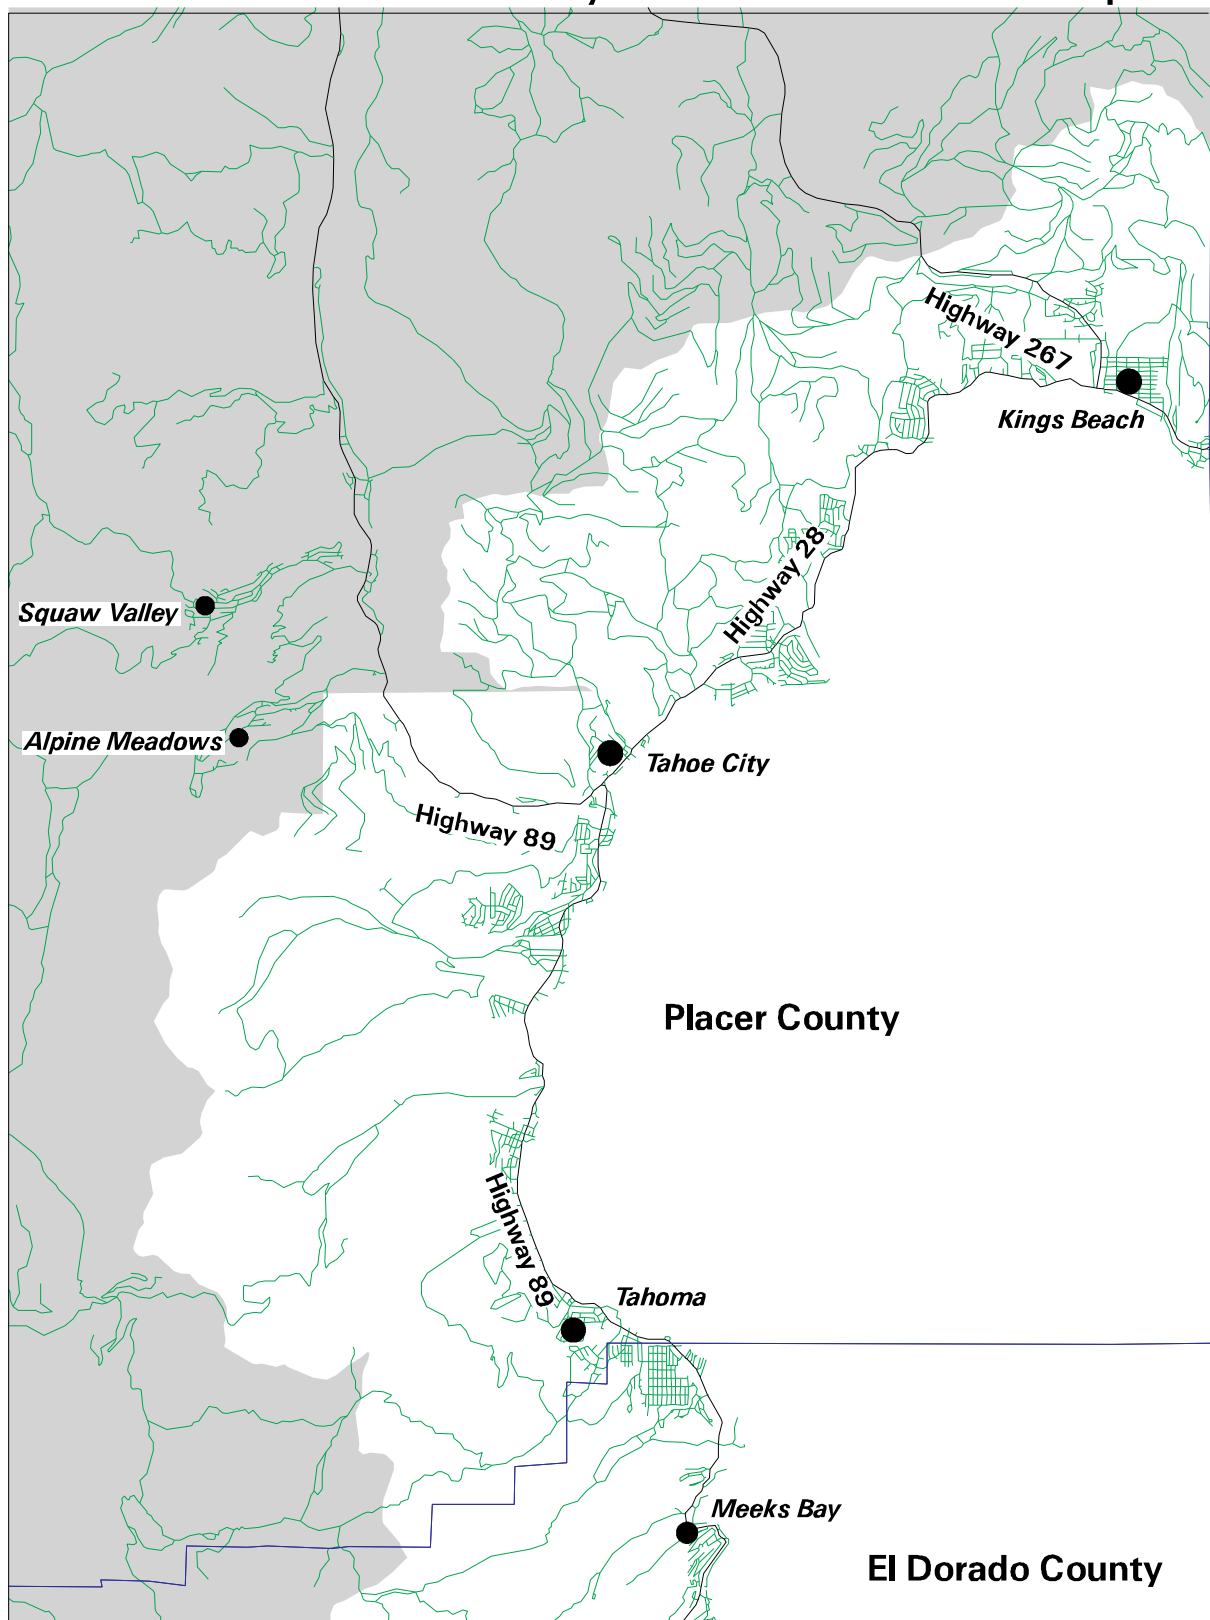 Highway 267
Kings Beach
Highway 28
Squaw Valley
Alpine Meadows
Tahoe City
Highway 89
Placer County
Highway 89
Tahoma
Meeks Bay
El Dorado County